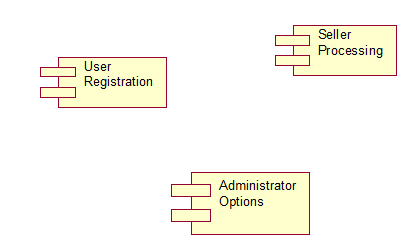 Seller
Processing
User
Registration
Administrator
Options